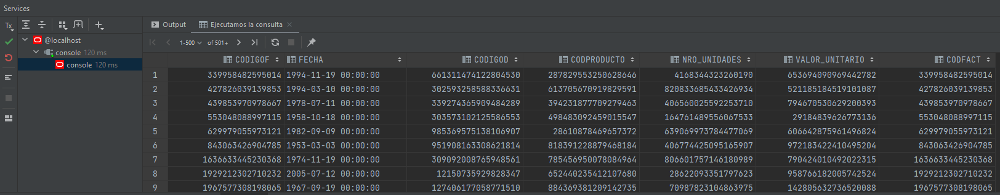 Services
Tx
Output
Ejecutamos la consulta
@localhost
console 120 ms
console 120 ms
1-500 of 501+
CODIGOF FECHA CODIGOD CODPRODUCTO NRO_UNIDADES VALOR_UNITARIO CODFACT
1 339958482595014 1994-11-19 00:00:00 661311474122804530 287829553250628646 4168344323260190 653694090969442782 339958482595014
2 427826039139853 1994-03-10 00:00:00 302593258588336631 613705670919829591 820833685433426934 521185184519101087 427826039139853
3 439853970978667 1978-07-11 00:00:00 339274365909484289 394231877709279463 406560025592253710 794670530629200393 439853970978667
4 553048088997115 1958-10-18 00:00:00 303573102125586553 498483092459015547 164761489556067533 29184839626773136 553048088997115
5 629979055973121 1982-09-09 00:00:00 985369575138106907 28610878469657372 639069973784477069 606642875961496824 629979055973121
6 843063426904785 1953-03-03 00:00:00 951908163308621814 818391228879468184 406774425095165907 972183422410495204 843063426904785
7 1636633445230368 1974-11-19 00:00:00 309092008765948561 785456950078084964 806601757146180989 790424010492022315 1636633445230368
8 1929212302710232 2005-07-12 00:00:00 12150735929828347 652440235412107680 28622093351797623 958766182005742524 1929212302710232
9 1967577308198065 1967-09-19 00:00:00 127406177058771510 884369381209142735 70987823104863975 142805632736520088 1967577308198065